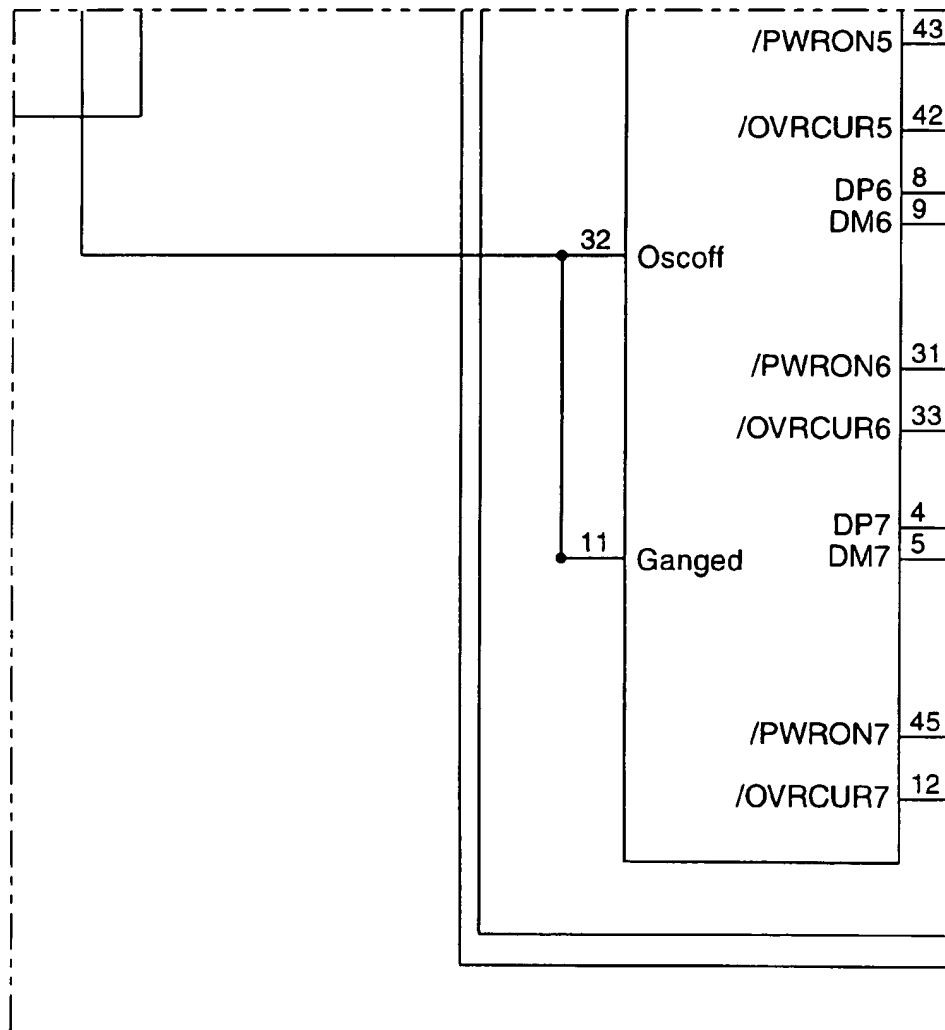 /PWRON5 43
/OVRCUR5 42
DP6 8
DM6 9
32 Oscoff
/PWRON6 31
/OVRCUR6 33
DP7 4
11 Ganged DM7 5
/PWRON7 45
/OVRCUR7 12